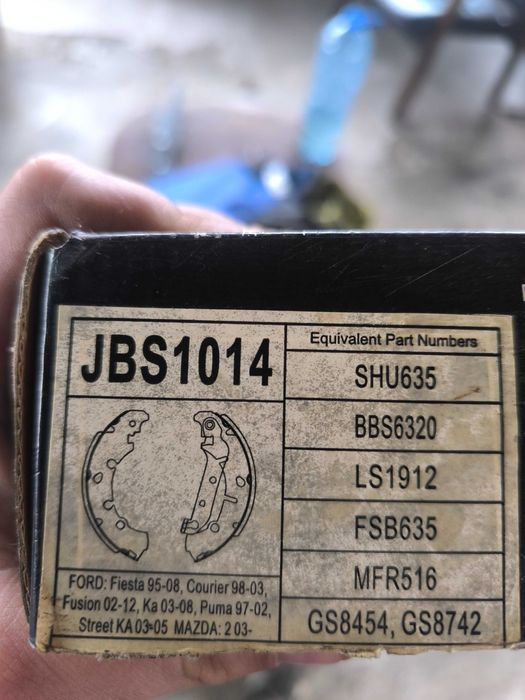 JBS1014
Equivalent Part Numbers
SHU635
BBS6320
LS1912
FSB635
MFR516
GS8454, GS8742
FORD: Fiesta 95-08, Courier 98-03,
Fusion 02-12, Ka 03-08, Puma 97-02,
Street KA 03-05 MAZDA: 2 03-